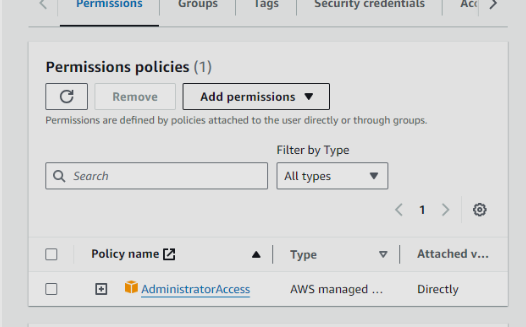 Permissions Groups Tags Security credentials Acc
Permissions policies (1)
Remove Add permissions
Permissions are defined by policies attached to the user directly or through groups.
Filter by Type
Search All types
1
Policy name Type Attached v...
AdministratorAccess AWS managed ... Directly